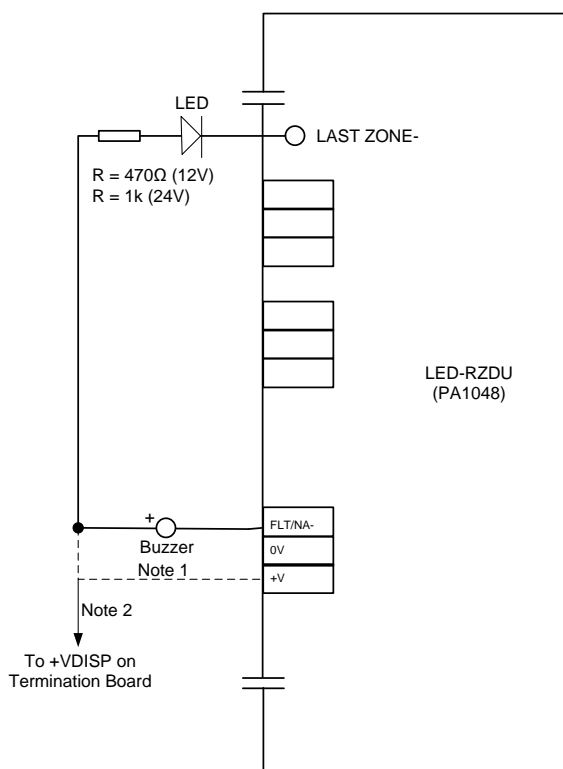 LED
LAST ZONE-
R = 470Ω (12V)
R = 1k (24V)
LED-RZDU
(PA1048)
+
FLT/NA-
Buzzer
0V
Note 1
+V
Note 2
To +VDISP on
Termination Board